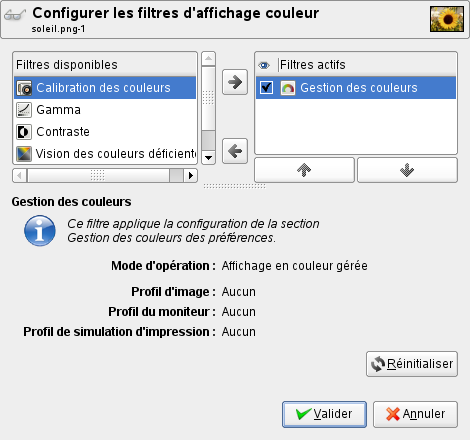 Configurer les filtres d'affichage couleur
soleil.png-1
Filtres disponibles
Calibration des couleurs
Gamma
Contraste
Vision des couleurs déficient
Filtres actifs
Gestion des couleurs
Gestion des couleurs
Ce filtre applique la configuration de la section
Gestion des couleurs des préférences.
Mode d'opération : Affichage en couleur gérée
Profil d'image : Aucun
Profil du moniteur : Aucun
Profil de simulation d'impression : Aucun
Réinitialiser
Valider
Annuler